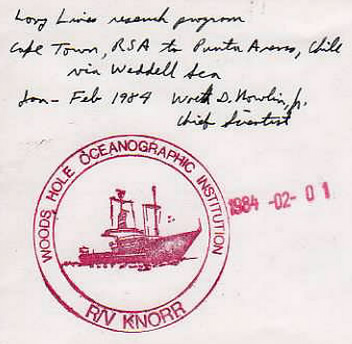 Long Lines research program
Cape Town, RSA to Punta Arenas, Chile
via Weddell Sea
Jan - Feb 1984 Worth D. Nowlin, Jr.
Chief Scientist
WOODS HOLE OCEANOGRAPHIC INSTITUTION
1984 -02- 01
R/V KNORR